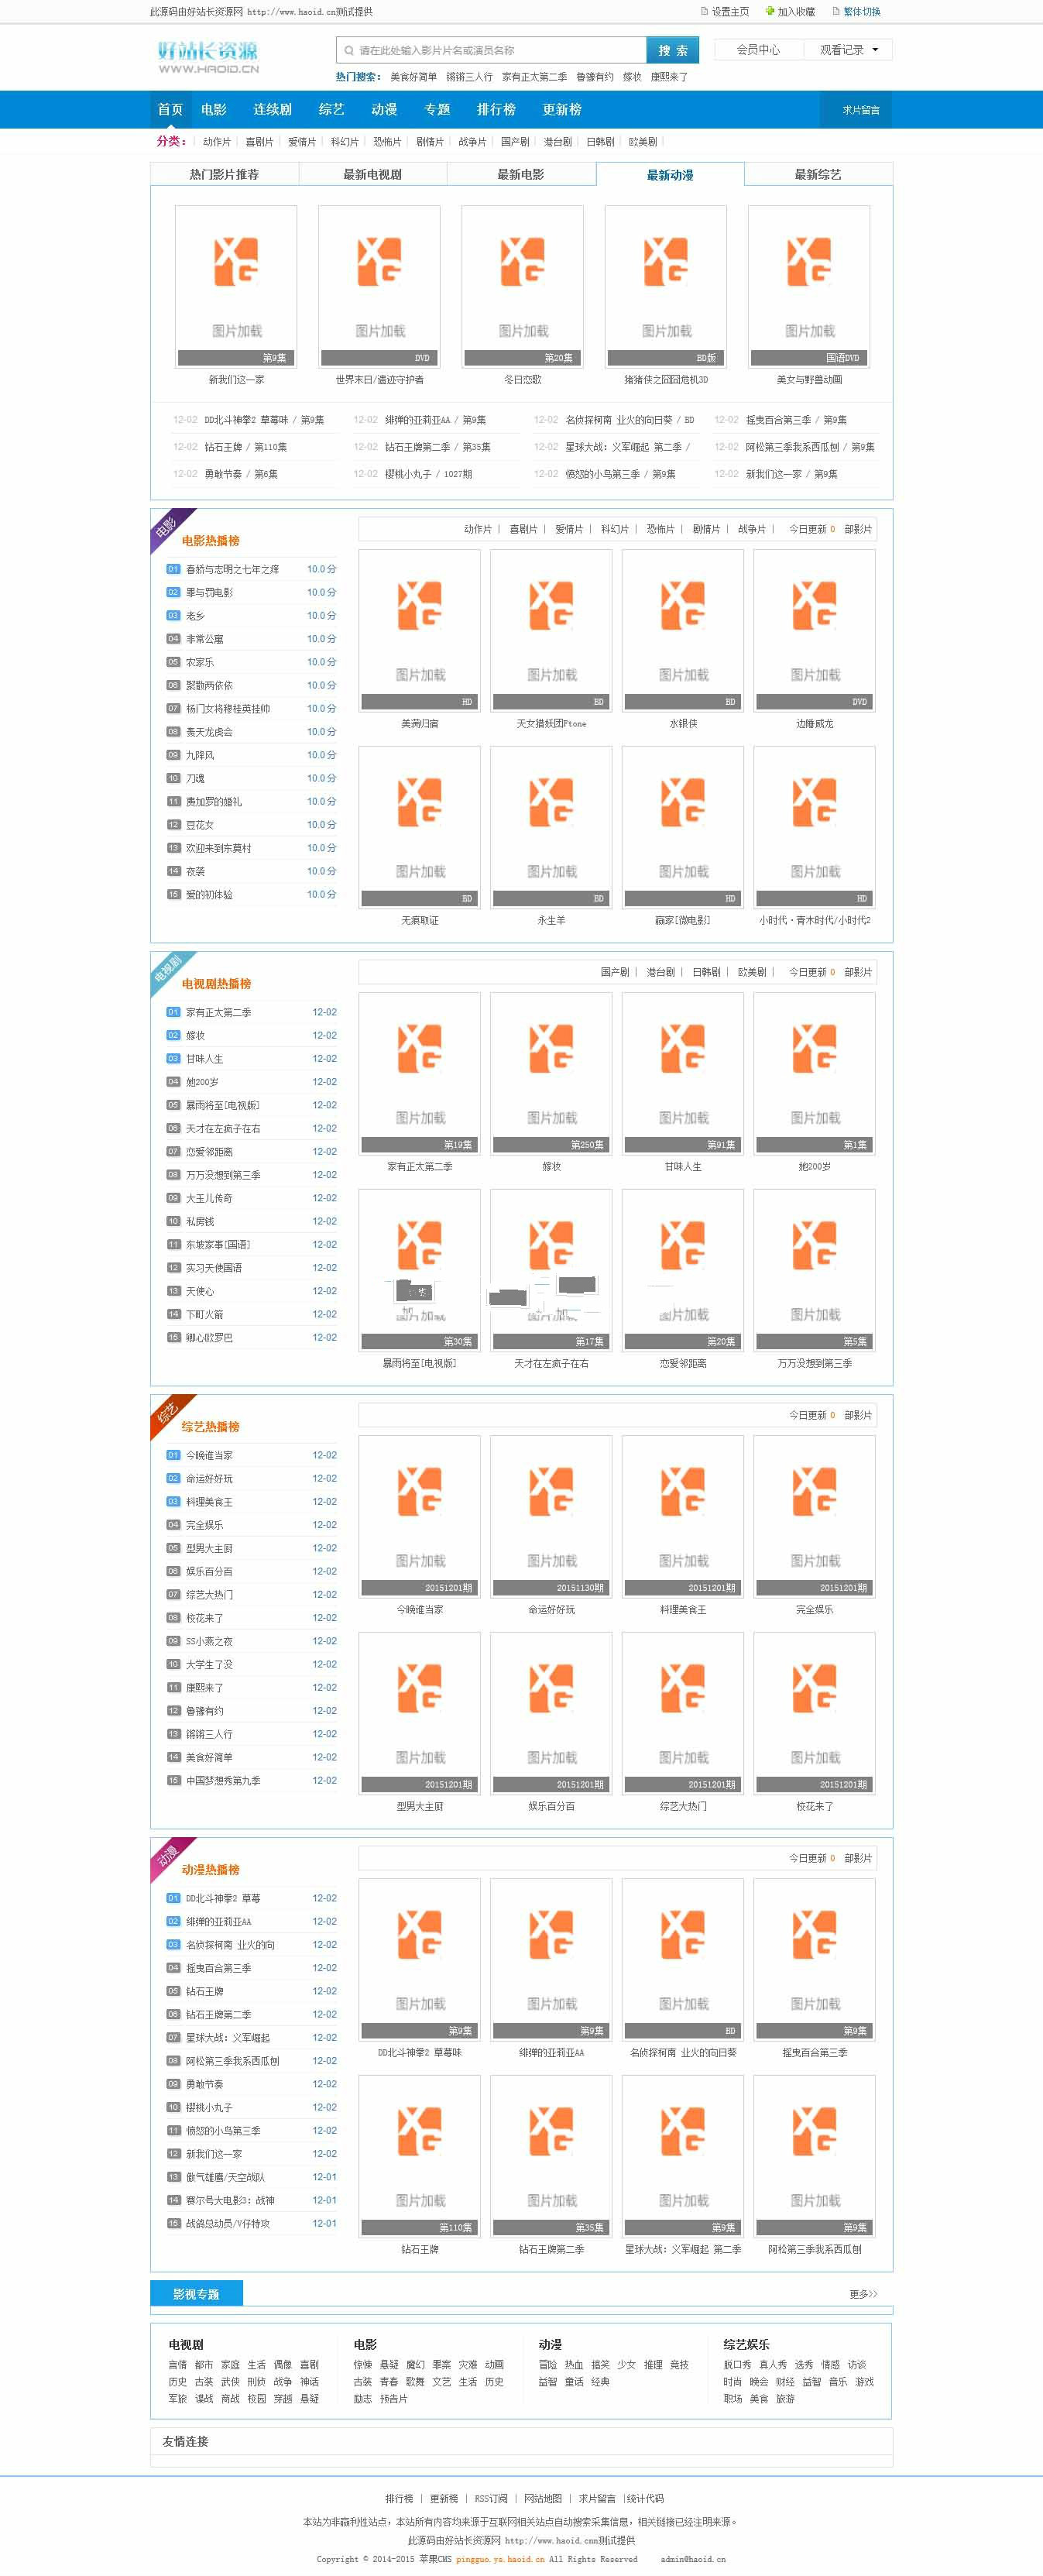 此源码由好站长资源网 http://www.haoid.cn测试提供 设置主页 加入收藏 繁体切换
好站长资源
WWW.HAOID.CN
请在此处输入影片片名或演员名称 搜 索 会员中心 观看记录
热门搜索: 美食好简单 锵锵三人行 家有正太第二季 鲁豫有约 嫁妆 康熙来了
首页 电影 连续剧 综艺 动漫 专题 排行榜 更新榜 求片留言
分类: 动作片 喜剧片 爱情片 科幻片 恐怖片 剧情片 战争片 国产剧 港台剧 日韩剧 欧美剧
热门影片推荐 最新电视剧 最新电影 最新动漫 最新综艺
XG XG XG XG XG
图片加载 图片加载 图片加载 图片加载 图片加载
第9集 DVD 第20集 BD版 国语DVD
新我们这一家 世界末日/遗迹守护者 冬日恋歌 猪猪侠之囧囧危机3D 美女与野兽动画
12-02 DD北斗神拳2 草莓味 / 第9集 12-02 绯弹的亚莉亚AA / 第9集 12-02 名侦探柯南 业火的向日葵 / BD 12-02 摇曳百合第三季 / 第9集
12-02 钻石王牌 / 第110集 12-02 钻石王牌第二季 / 第35集 12-02 星球大战: 义军崛起 第二季 / 12-02 阿松第三季我系西瓜刨 / 第9集
12-02 勇敢节奏 / 第6集 12-02 樱桃小丸子 / 1027期 12-02 愤怒的小鸟第三季 / 第9集 12-02 新我们这一家 / 第9集
电影
电影热播榜
01 春娇与志明之七年之痒 10.0分
02 罪与罚电影 10.0分
03 老乡 10.0分
04 非常公寓 10.0分
05 农家乐 10.0分
06 聚散两依依 10.0分
07 杨门女将穆桂英挂帅 10.0分
08 龙虎会 10.0分
09 九降风 10.0分
10 刀魂 10.0分
11 费加罗的婚礼 10.0分
12 豆花女 10.0分
13 欢迎来到东莫村 10.0分
14 夜袭 10.0分
15 爱的初体验 10.0分
动作片 | 喜剧片 | 爱情片 | 科幻片 | 恐怖片 | 剧情片 | 战争片 | 今日更新 0 部影片
XG XG XG XG
图片加载 图片加载 图片加载 图片加载
HD BD BD DVD
美满归宿 天女猎妖团Ftone 水银侠 边陲威龙
XG XG XG XG
图片加载 图片加载 图片加载 图片加载
BD BD HD HD
无痕取证 永生羊 赢家[微电影] 小时代·青木时代/小时代2
电视剧
电视剧热播榜
01 家有正太第二季 12-02
02 嫁妆 12-02
03 甘味人生 12-02
04 她200岁 12-02
05 暴雨将至[电视版] 12-02
06 天才在左疯子在右 12-02
07 恋爱邻距离 12-02
08 万万没想到第三季 12-02
09 大玉儿传奇 12-02
10 私房钱 12-02
11 东坡家事[国语] 12-02
12 实习天使国语 12-02
13 天使心 12-02
14 下町火箭 12-02
15 卿心欧罗巴 12-02
国产剧 | 港台剧 | 日韩剧 | 欧美剧 | 今日更新 0 部影片
XG XG XG XG
图片加载 图片加载 图片加载 图片加载
第19集 第250集 第91集 第1集
家有正太第二季 嫁妆 甘味人生 她200岁
XG XG XG XG
图片加载
第30集 第17集 第20集 第5集
暴雨将至[电视版] 天才在左疯子在右 恋爱邻距离 万万没想到第三季
综艺
综艺热播榜
01 今晚谁当家 12-02
02 命运好好玩 12-02
03 料理美食王 12-02
04 完全娱乐 12-02
05 型男大主厨 12-02
06 娱乐百分百 12-02
07 综艺大热门 12-02
08 校花来了 12-02
09 SS小燕之夜 12-02
10 大学生了没 12-02
11 康熙来了 12-02
12 鲁豫有约 12-02
13 锵锵三人行 12-02
14 美食好简单 12-02
15 中国梦想秀第九季 12-02
今日更新 0 部影片
XG XG XG XG
图片加载 图片加载 图片加载 图片加载
20151201期 20151130期 20151201期 20151201期
今晚谁当家 命运好好玩 料理美食王 完全娱乐
XG XG XG XG
图片加载 图片加载 图片加载 图片加载
20151201期 20151201期 20151201期 20151201期
型男大主厨 娱乐百分百 综艺大热门 校花来了
动漫
动漫热播榜
01 DD北斗神拳2 草莓 12-02
02 绯弹的亚莉亚AA 12-02
03 名侦探柯南 业火的向 12-02
04 摇曳百合第三季 12-02
05 钻石王牌 12-02
06 钻石王牌第二季 12-02
07 星球大战: 义军崛起 12-02
08 阿松第三季我系西瓜刨 12-02
09 勇敢节奏 12-02
10 樱桃小丸子 12-02
11 愤怒的小鸟第三季 12-02
12 新我们这一家 12-02
13 傲气雄鹰/天空战队 12-01
14 赛尔号大电影3: 战神 12-01
15 战鸽总动员/V仔特攻 12-01
今日更新 0 部影片
XG XG XG XG
图片加载 图片加载 图片加载 图片加载
第9集 第9集 BD 第9集
DD北斗神拳2 草莓味 绯弹的亚莉亚AA 名侦探柯南 业火的向日葵 摇曳百合第三季
XG XG XG XG
图片加载 图片加载 图片加载 图片加载
第110集 第35集 第9集 第9集
钻石王牌 钻石王牌第二季 星球大战: 义军崛起 第二季 阿松第三季我系西瓜刨
影视专题 更多>>
电视剧 电影 动漫 综艺娱乐
言情 都市 家庭 生活 偶像 喜剧 惊悚 悬疑 魔幻 罪案 灾难 动画 冒险 热血 搞笑 少女 推理 竞技 脱口秀 真人秀 选秀 情感 访谈
历史 古装 武侠 刑侦 战争 神话 古装 青春 歌舞 文艺 生活 历史 益智 童话 经典 时尚 晚会 财经 益智 音乐 游戏
军旅 谍战 商战 校园 穿越 悬疑 励志 预告片 职场 美食 旅游
友情连接
排行榜 | 更新榜 | RSS订阅 | 网站地图 | 求片留言 |统计代码
本站为非赢利性站点, 本站所有内容均来源于互联网相关站点自动搜索采集信息, 相关链接已经注明来源。
此源码由好站长资源网 http://www.haoid.cnn测试提供
Copyright © 2014-2015 苹果CMS pingguo.ys.haoid.cn All Rights Reserved admin@haoid.cn